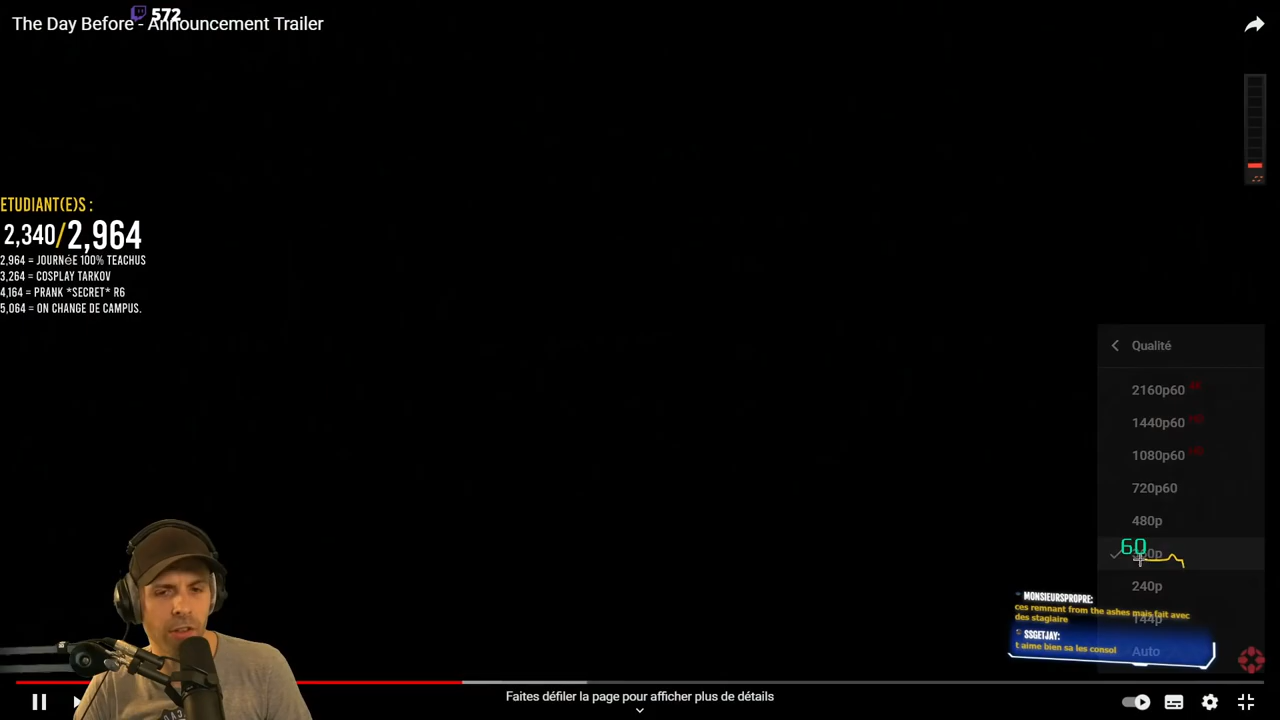 572
The Day Before - Announcement Trailer
ETUDIANT(E)S :
2,340/2,964
2,964 = JOURNÉE 100% TEACHUS
3,264 = COSPLAY TARKOV
4,164 = PRANK *SECRET* R6
5,064 = ON CHANGE DE CAMPUS.
Qualité
2160p60
1440p60
1080p60
720p60
480p
60
240p
144p
Auto
MONSIEURSPROPRE:
ces remnant from the ashes mais fait avec
des staglaire
SSGETJAY:
t aime bien sa les consol
Faites défiler la page pour afficher plus de détails